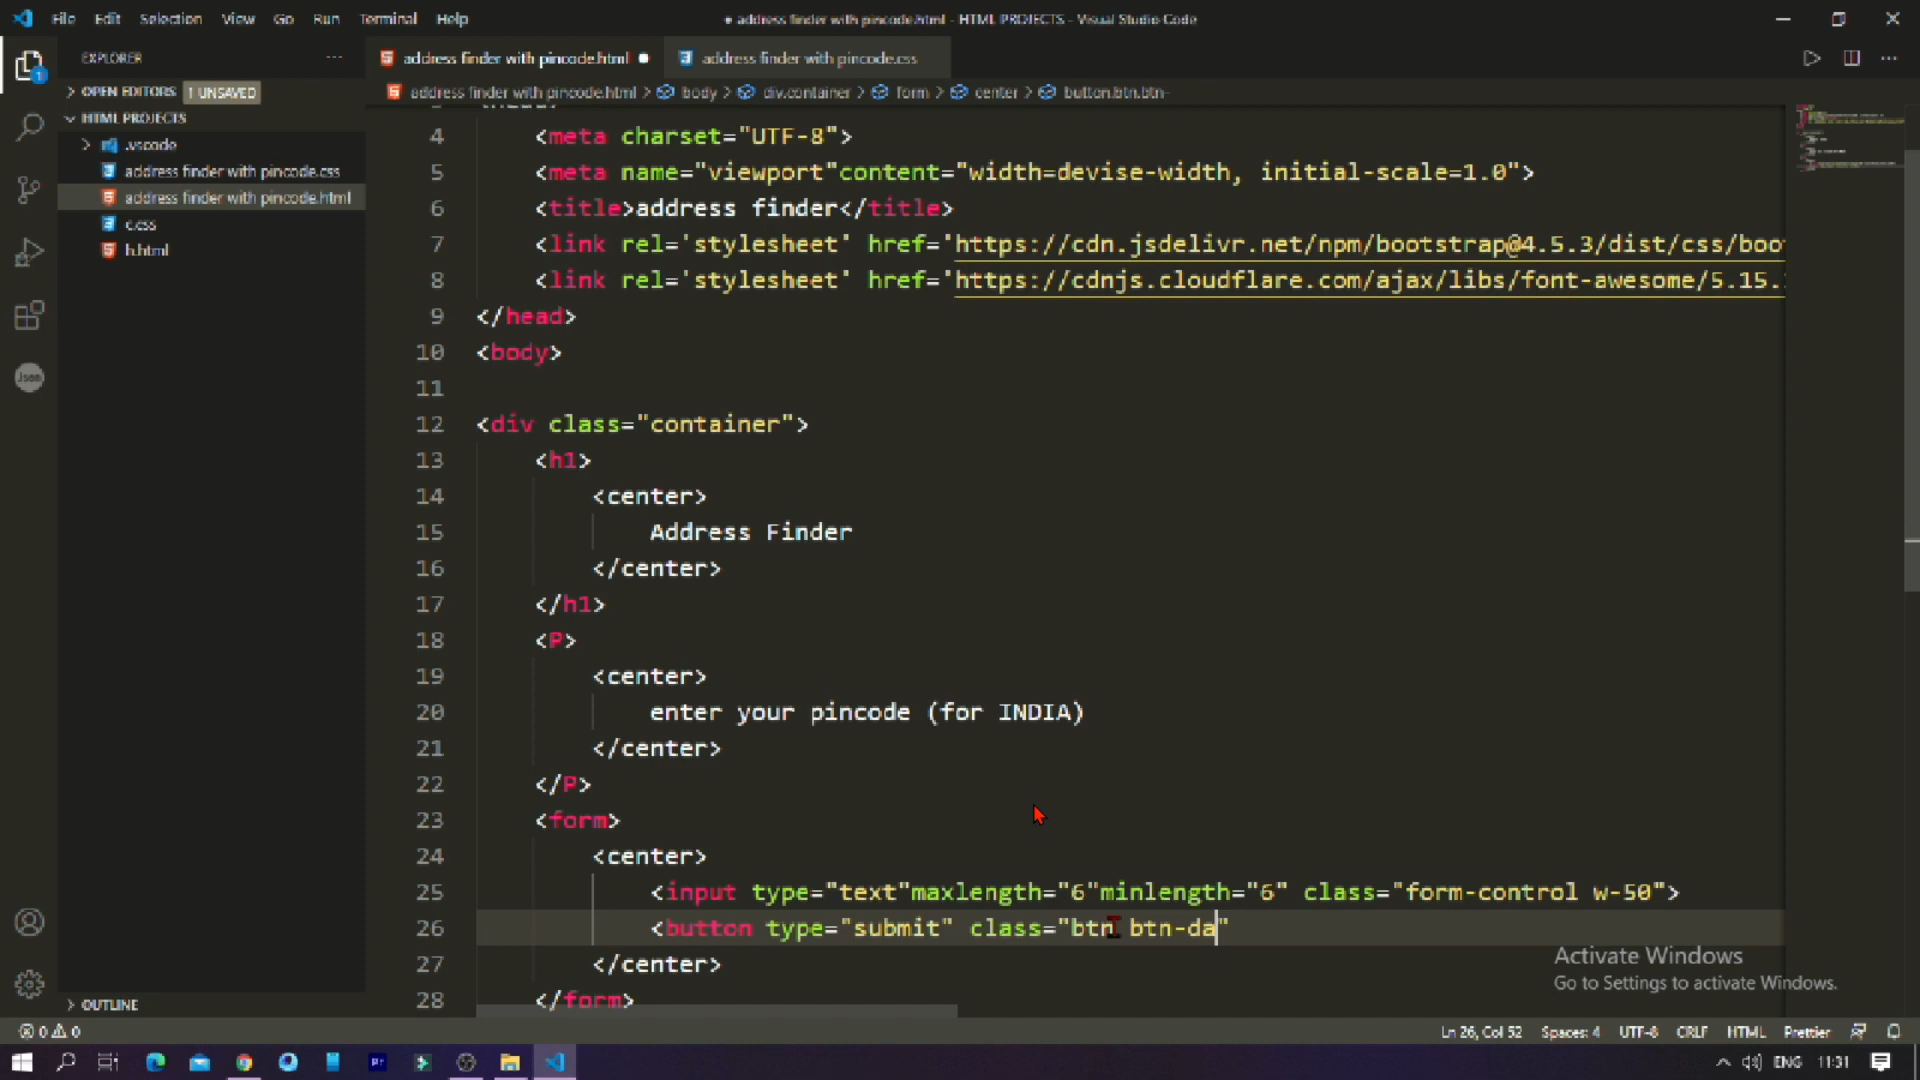 File Edit Selection View Go Run Terminal Help
● address finder with pincode.html - HTML PROJECTS - Visual Studio Code
EXPLORER
OPEN EDITORS 1 UNSAVED
HTML PROJECTS
.vscode
address finder with pincode.css
address finder with pincode.html
c.css
h.html
OUTLINE
1
Json
address finder with pincode.html ●
address finder with pincode.css
address finder with pincode.html > body > div.container > form > center > button.btn.btn-
4 <meta charset="UTF-8">
5 <meta name="viewport"content="width=devise-width, initial-scale=1.0">
6 <title>address finder</title>
7 <link rel='stylesheet' href='https://cdn.jsdelivr.net/npm/bootstrap@4.5.3/dist/css/boot
8 <link rel='stylesheet' href='https://cdnjs.cloudflare.com/ajax/libs/font-awesome/5.15.
9 </head>
10 <body>
11
12 <div class="container">
13 <h1>
14 <center>
15 Address Finder
16 </center>
17 </h1>
18 <P>
19 <center>
20 enter your pincode (for INDIA)
21 </center>
22 </P>
23 <form>
24 <center>
25 <input type="text"maxlength="6"minlength="6" class="form-control w-50">
26 <button type="submit" class="btn btn-da"
27 </center>
28 </form>
Activate Windows
Go to Settings to activate Windows.
0 0
Ln 26, Col 52 Spaces: 4 UTF-8 CRLF HTML Prettier
Pr
ENG 11:31